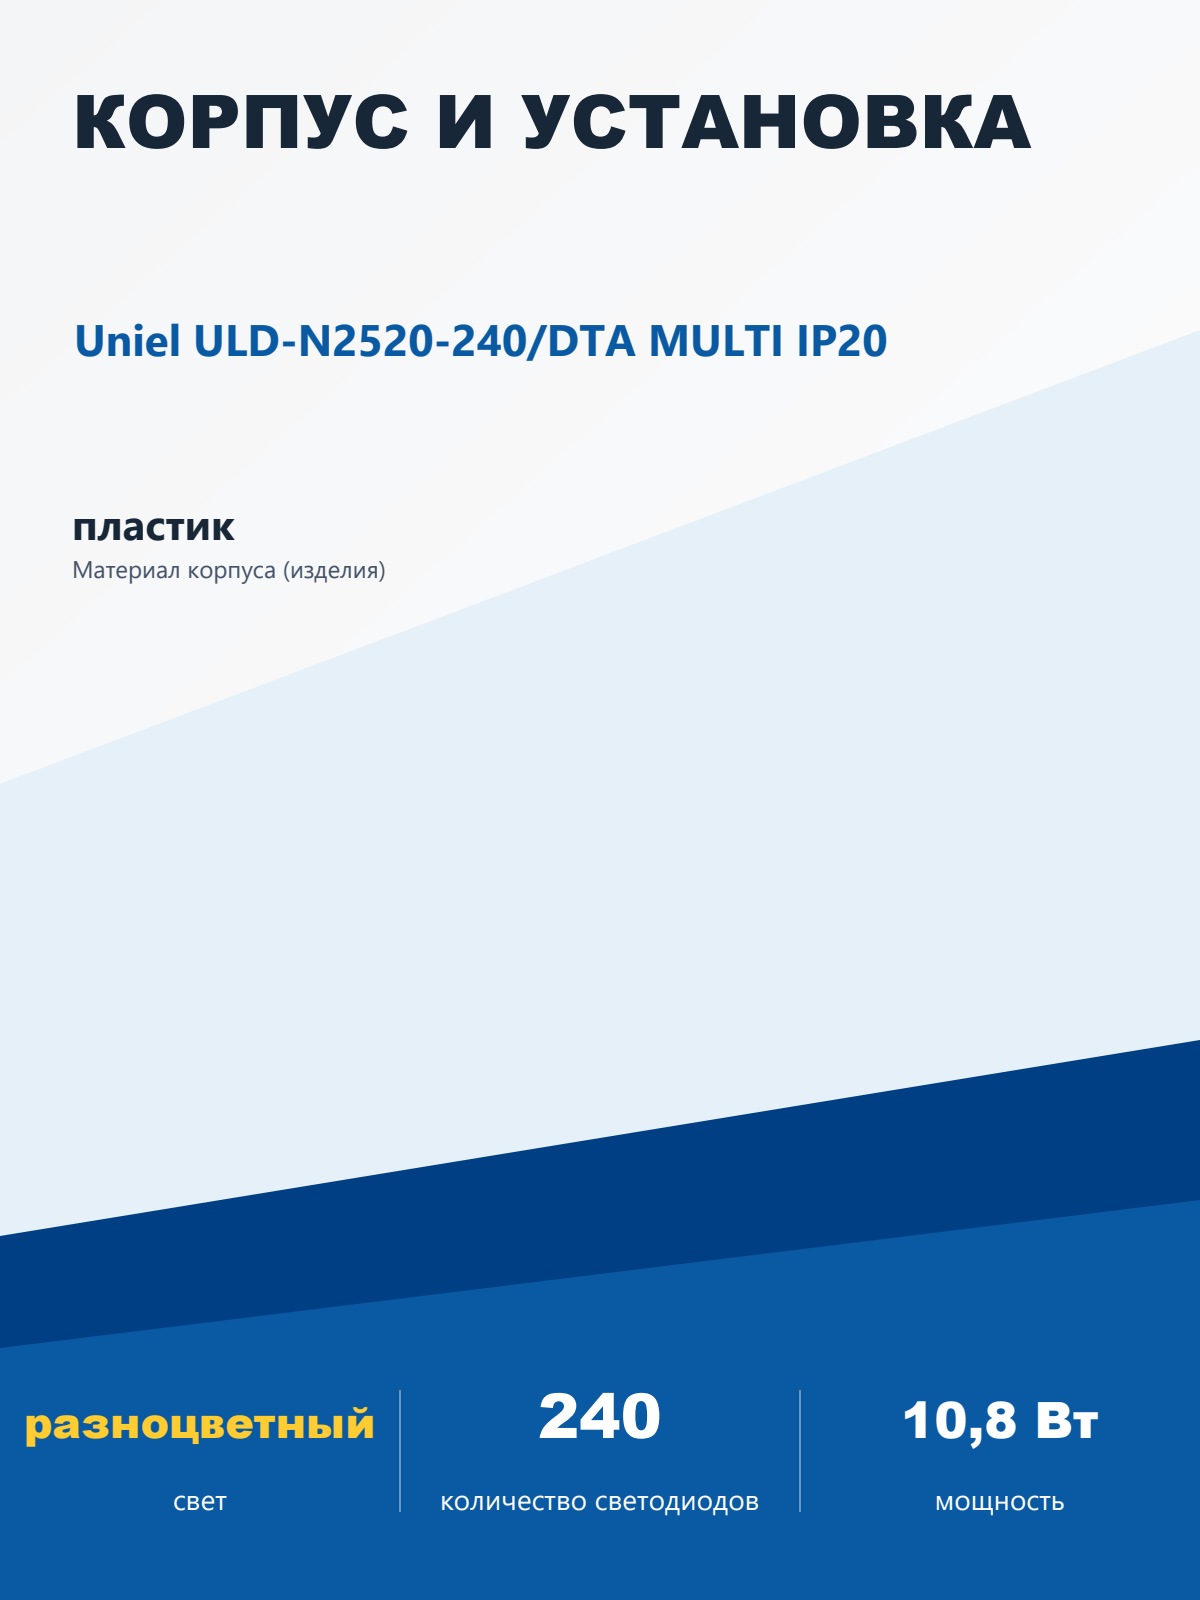 КОРПУС И УСТАНОВКА
Uniel ULD-N2520-240/DTA MULTI IP20
пластик
Материал корпуса (изделия)
разноцветный
свет
240
количество светодиодов
10,8 Вт
мощность